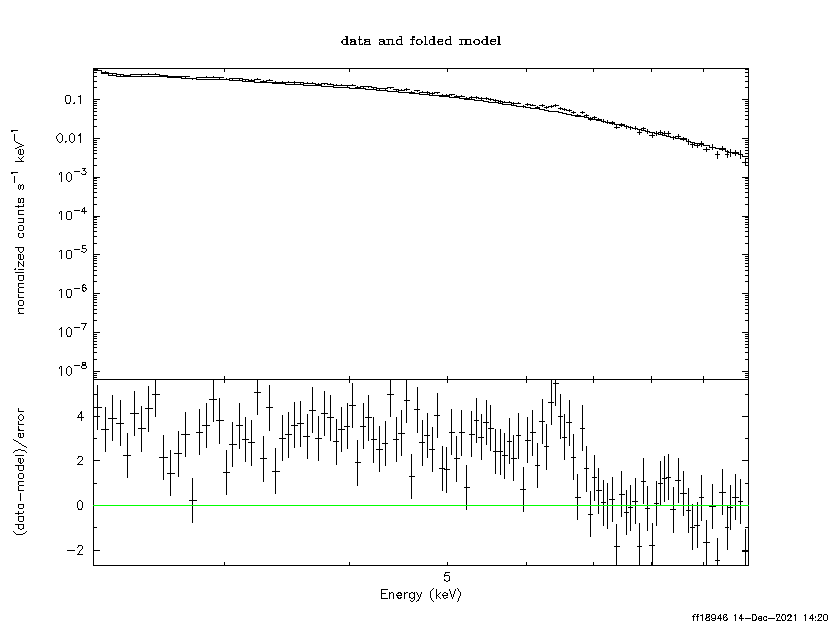 data and folded model
normalized counts s⁻¹ keV⁻¹
0.1
0.01
10⁻³
10⁻⁴
10⁻⁵
10⁻⁶
10⁻⁷
10⁻⁸
(data−model)/error
4
2
0
−2
5
Energy (keV)
ff18946 14−Dec−2021 14:20